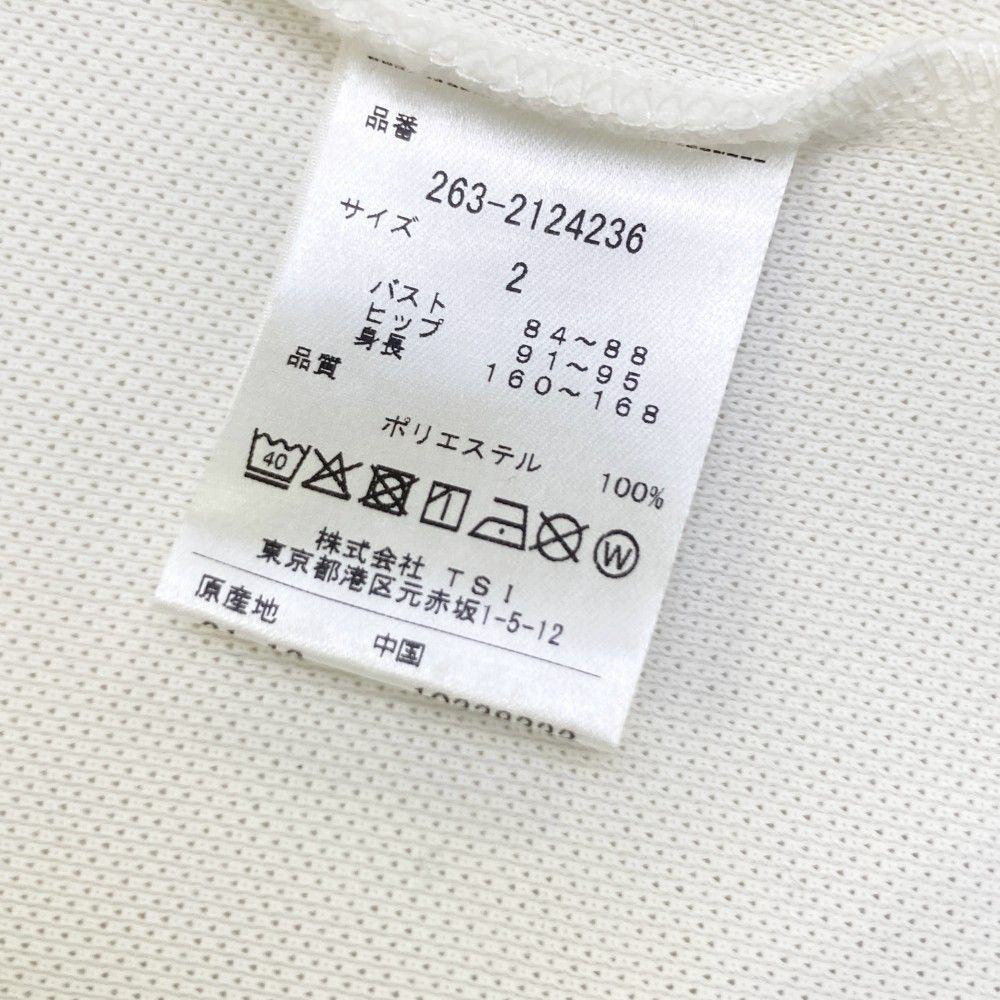 品番
263-2124236
サイズ
2
バスト 84～88
ヒップ 91～95
身長 160～168
品質
ポリエステル 100%
40
W
株式会社 TSI
東京都港区元赤坂1-5-12
原産地 中国